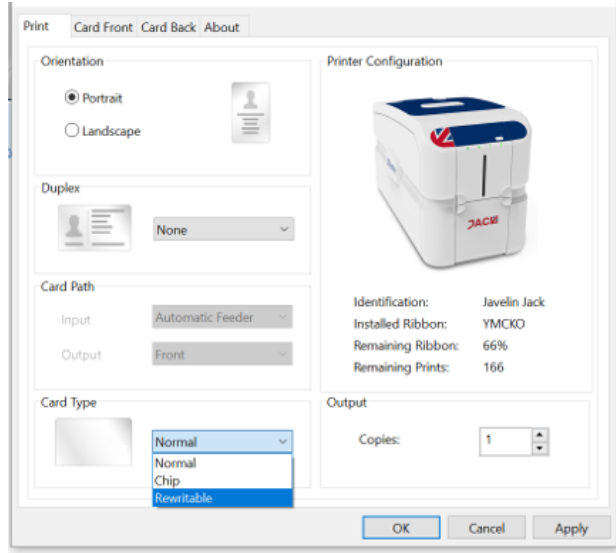 Print Card Front Card Back About
Orientation
Portrait
Landscape
Duplex
None
Card Path
Input Automatic Feeder
Output Front
Card Type
Normal
Normal
Chip
Rewritable
Printer Configuration
JACK
Identification: Javelin Jack
Installed Ribbon: YMCKO
Remaining Ribbon: 66%
Remaining Prints: 166
Output
Copies: 1
OK Cancel Apply